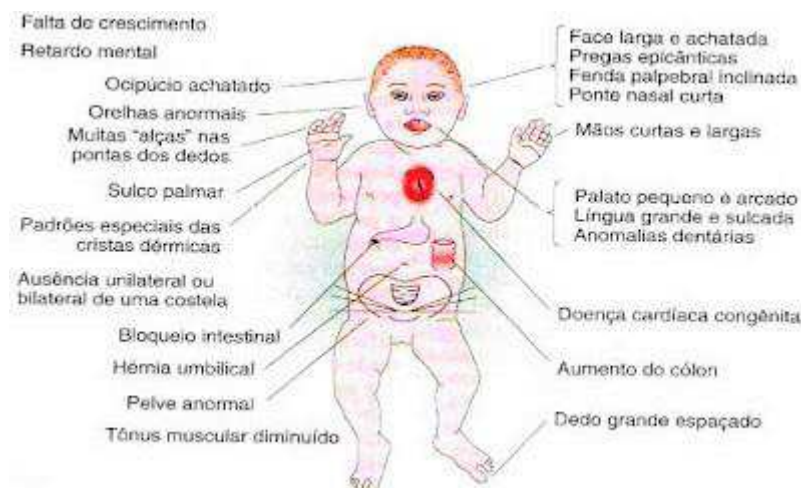 Falta de crescimento
Retardo mental
Ocipúcio achatado
Orelhas anormais
Muitas "alças" nas
pontas dos dedos
Sulco palmar
Padrões especiais das
cristas dérmicas
Ausência unilateral ou
bilateral de uma costela
Bloqueio intestinal
Hérnia umbilical
Pelve anormal
Tônus muscular diminuído
Face larga e achatada
Pregas epicânticas
Fenda palpebral inclinada
Ponte nasal curta
Mãos curtas e largas
Palato pequeno e arcado
Língua grande e sulcada
Anomalias dentárias
Doença cardíaca congênita
Aumento do cólon
Dedo grande espaçado